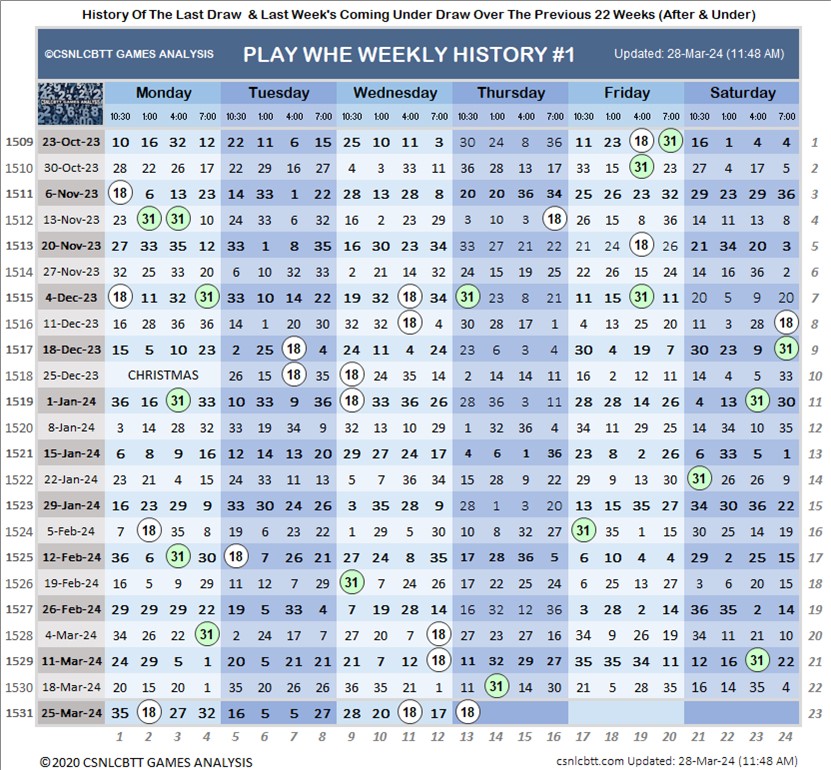 History Of The Last Draw & Last Week's Coming Under Draw Over The Previous 22 Weeks (After & Under)
©CSNLCBTT GAMES ANALYSIS PLAY WHE WEEKLY HISTORY #1 Updated: 28-Mar-24 (11:48 AM)
CSNLCBTT GAMES ANALYSIS Monday Tuesday Wednesday Thursday Friday Saturday
10:30 1:00 4:00 7:00 10:30 1:00 4:00 7:00 10:30 1:00 4:00 7:00 10:30 1:00 4:00 7:00 10:30 1:00 4:00 7:00 10:30 1:00 4:00 7:00
1509 23-Oct-23 10 16 32 12 22 11 6 15 25 10 11 3 30 24 8 36 11 23 18 31 16 1 4 4 1
1510 30-Oct-23 28 22 26 17 22 29 16 27 4 9 33 11 36 28 13 17 33 15 31 23 27 4 17 5 2
1511 6-Nov-23 18 6 13 23 14 33 1 22 28 13 28 8 20 20 36 34 25 26 23 32 29 23 29 36 3
1512 13-Nov-23 23 31 31 10 24 33 6 32 16 2 23 29 3 10 3 18 26 15 8 36 14 11 13 8 4
1513 20-Nov-23 27 33 35 12 33 1 8 35 16 30 23 34 33 27 21 22 21 24 18 26 21 34 20 3 5
1514 27-Nov-23 32 25 33 20 6 10 32 33 2 21 14 32 24 15 19 25 22 26 15 24 14 16 36 2 6
1515 4-Dec-23 18 11 32 31 33 10 14 22 19 32 18 34 31 23 8 21 11 15 31 11 20 5 9 20 7
1516 11-Dec-23 16 28 36 36 14 1 20 30 32 32 18 4 30 28 17 1 4 13 25 20 11 3 28 18 8
1517 18-Dec-23 15 5 10 23 2 25 18 4 24 11 4 24 23 6 3 4 30 4 19 7 30 23 9 31 9
1518 25-Dec-23 CHRISTMAS 26 15 18 35 18 24 35 14 2 14 14 11 16 2 14 26 14 4 5 33 10
1519 1-Jan-24 36 16 31 33 10 33 9 36 18 33 36 26 28 36 3 11 28 28 14 26 4 13 31 30 11
1520 8-Jan-24 3 14 28 32 33 19 34 9 32 13 10 29 1 32 36 4 34 11 29 25 14 34 10 35 12
1521 15-Jan-24 6 8 9 16 12 14 13 20 29 27 24 17 4 6 1 36 23 8 2 26 6 33 5 1 13
1522 22-Jan-24 23 21 4 15 24 33 11 13 5 7 36 34 15 28 9 22 29 9 13 30 31 29 26 9 14
1523 29-Jan-24 16 23 29 9 33 30 24 26 3 35 28 9 28 1 3 20 13 15 35 27 34 30 36 22 15
1524 5-Feb-24 7 18 35 8 19 6 23 22 1 29 5 30 10 8 32 27 31 35 1 15 30 25 14 19 16
1525 12-Feb-24 36 6 31 30 18 7 26 21 27 24 8 35 17 28 36 5 6 10 4 4 29 2 25 15 17
1526 19-Feb-24 16 5 9 29 11 12 7 29 31 7 24 26 17 22 25 24 6 25 13 27 3 6 20 15 18
1527 26-Feb-24 29 29 29 22 19 5 33 4 7 19 28 14 16 32 12 36 3 28 2 14 36 35 2 14 19
1528 4-Mar-24 34 26 22 31 2 24 17 7 27 20 7 18 27 23 27 16 34 9 26 19 34 11 21 10 20
1529 11-Mar-24 24 29 5 1 20 5 21 21 21 7 12 18 11 32 29 27 35 35 34 11 12 16 31 22 21
1530 18-Mar-24 20 15 20 1 35 20 26 26 36 35 21 1 11 31 14 30 21 5 28 35 16 14 35 4 22
1531 25-Mar-24 35 18 27 32 16 5 5 27 28 20 18 17 18 23
1 2 3 4 5 6 7 8 9 10 11 12 13 14 15 16 17 18 19 20 21 22 23 24
©2020 CSNLCBTT GAMES ANALYSIS csnlcbtt.com Updated: 28-Mar-24 (11:48 AM)